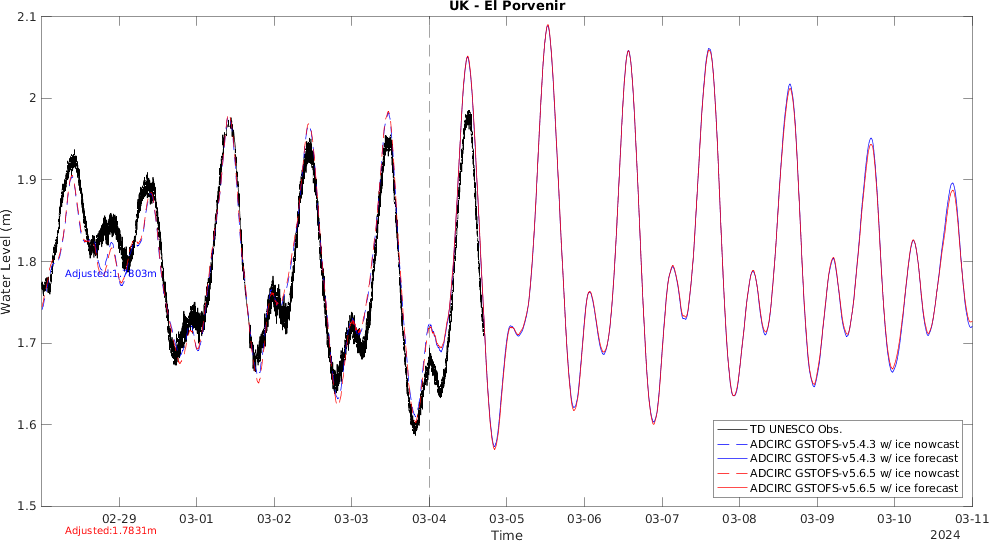 UK - El Porvenir
2.1
2
1.9
1.8
1.7
1.6
1.5
Water Level (m)
Adjusted:1.7803m
TD UNESCO Obs.
ADCIRC GSTOFS-v5.4.3 w/ ice nowcast
ADCIRC GSTOFS-v5.4.3 w/ ice forecast
ADCIRC GSTOFS-v5.6.5 w/ ice nowcast
ADCIRC GSTOFS-v5.6.5 w/ ice forecast
02-29 03-01 03-02 03-03 03-04 03-05 03-06 03-07 03-08 03-09 03-10 03-11
Adjusted:1.7831m
Time
2024